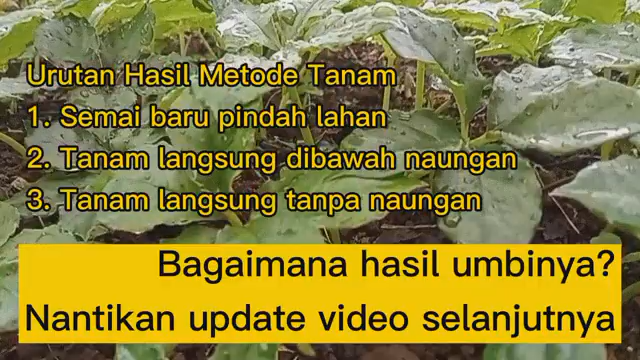 Urutan Hasil Metode Tanam
1. Semai baru pindah lahan
2. Tanam langsung dibawah naungan
3. Tanam langsung tanpa naungan
Bagaimana hasil umbinya?
Nantikan update video selanjutnya